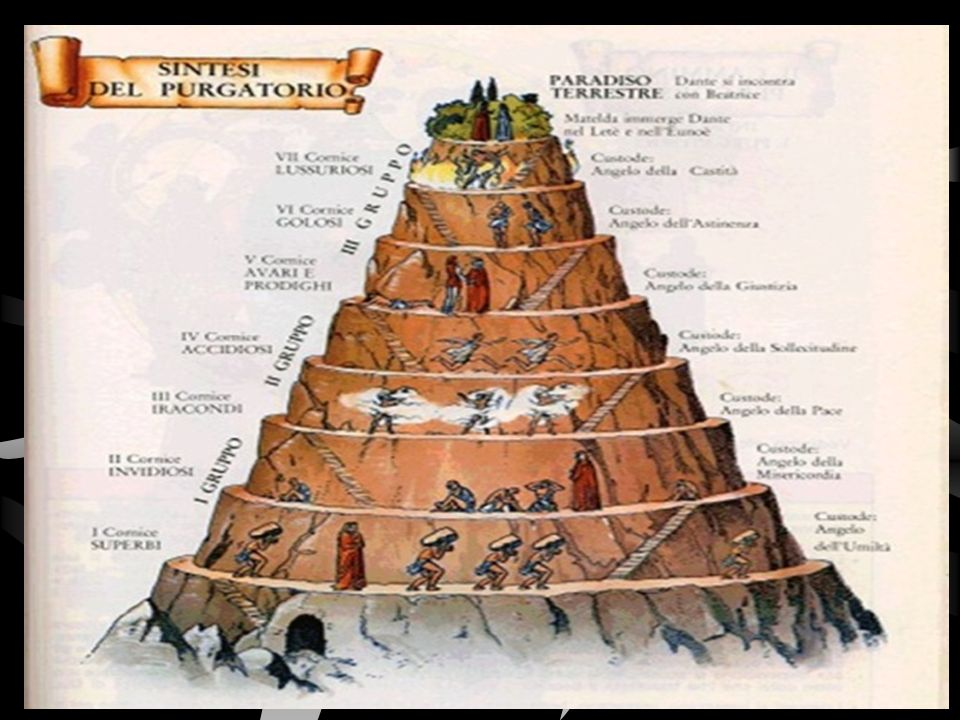 SINTESI
DEL PURGATORIO
PARADISO
TERRESTRE
Dante si incontra
con Beatrice
Matelda immerge Dante
nel Letè e nell'Eunoè
VII Cornice
LUSSURIOSI
Custode:
Angelo della Castità
III GRUPPO
VI Cornice
GOLOSI
Custode:
Angelo dell'Astinenza
V Cornice
AVARI E
PRODIGHI
Custode:
Angelo della Giustizia
II GRUPPO
IV Cornice
ACCIDIOSI
Custode:
Angelo della Sollecitudine
III Cornice
IRACONDI
Custode:
Angelo della Pace
I GRUPPO
II Cornice
INVIDIOSI
Custode:
Angelo della
Misericordia
I Cornice
SUPERBI
Custode:
Angelo
dell'Umiltà